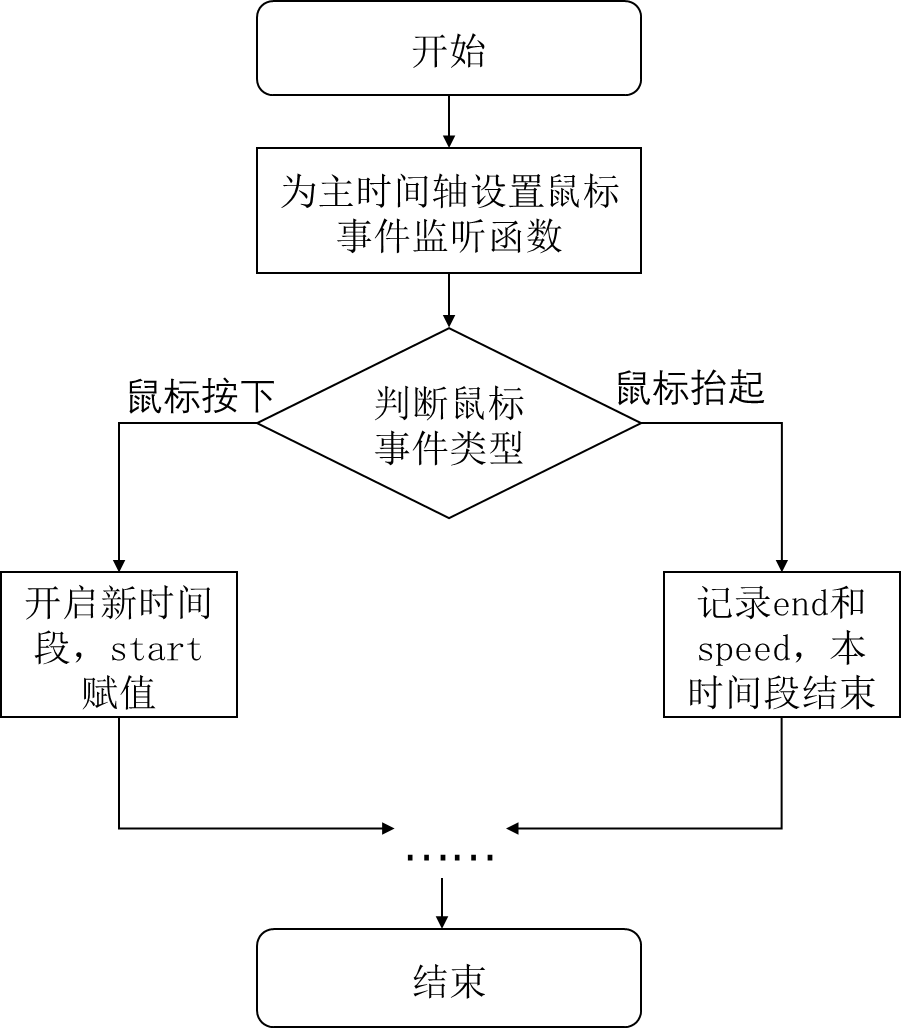 开始
为主时间轴设置鼠标
事件监听函数
鼠标按下
鼠标抬起
判断鼠标
事件类型
开启新时间
段，start
赋值
记录end和
speed，本
时间段结束
……
结束